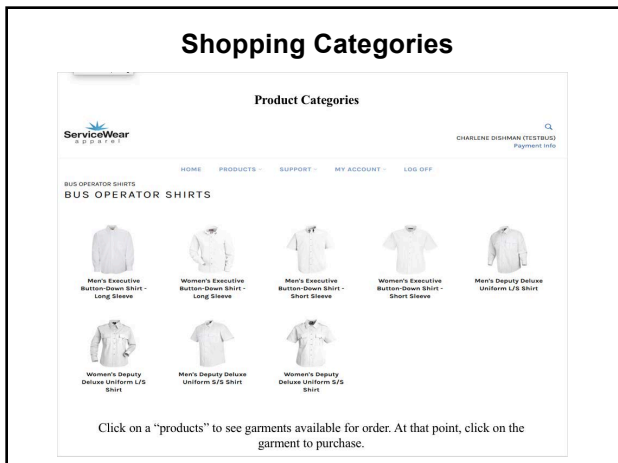 Shopping Categories
Product Categories
ServiceWear
apparel
CHARLENE DISHMAN (TESTBUS)
Payment Info
HOME PRODUCTS SUPPORT MY ACCOUNT LOG OFF
BUS OPERATOR SHIRTS
BUS OPERATOR SHIRTS
Men's Executive
Button-Down Shirt -
Long Sleeve
Women's Executive
Button-Down Shirt -
Long Sleeve
Men's Executive
Button-Down Shirt -
Short Sleeve
Women's Executive
Button-Down Shirt -
Short Sleeve
Men's Deputy Deluxe
Uniform L/S Shirt
Women's Deputy
Deluxe Uniform L/S
Shirt
Men's Deputy Deluxe
Uniform S/S Shirt
Women's Deputy
Deluxe Uniform S/S
Shirt
Click on a “products” to see garments available for order. At that point, click on the
garment to purchase.